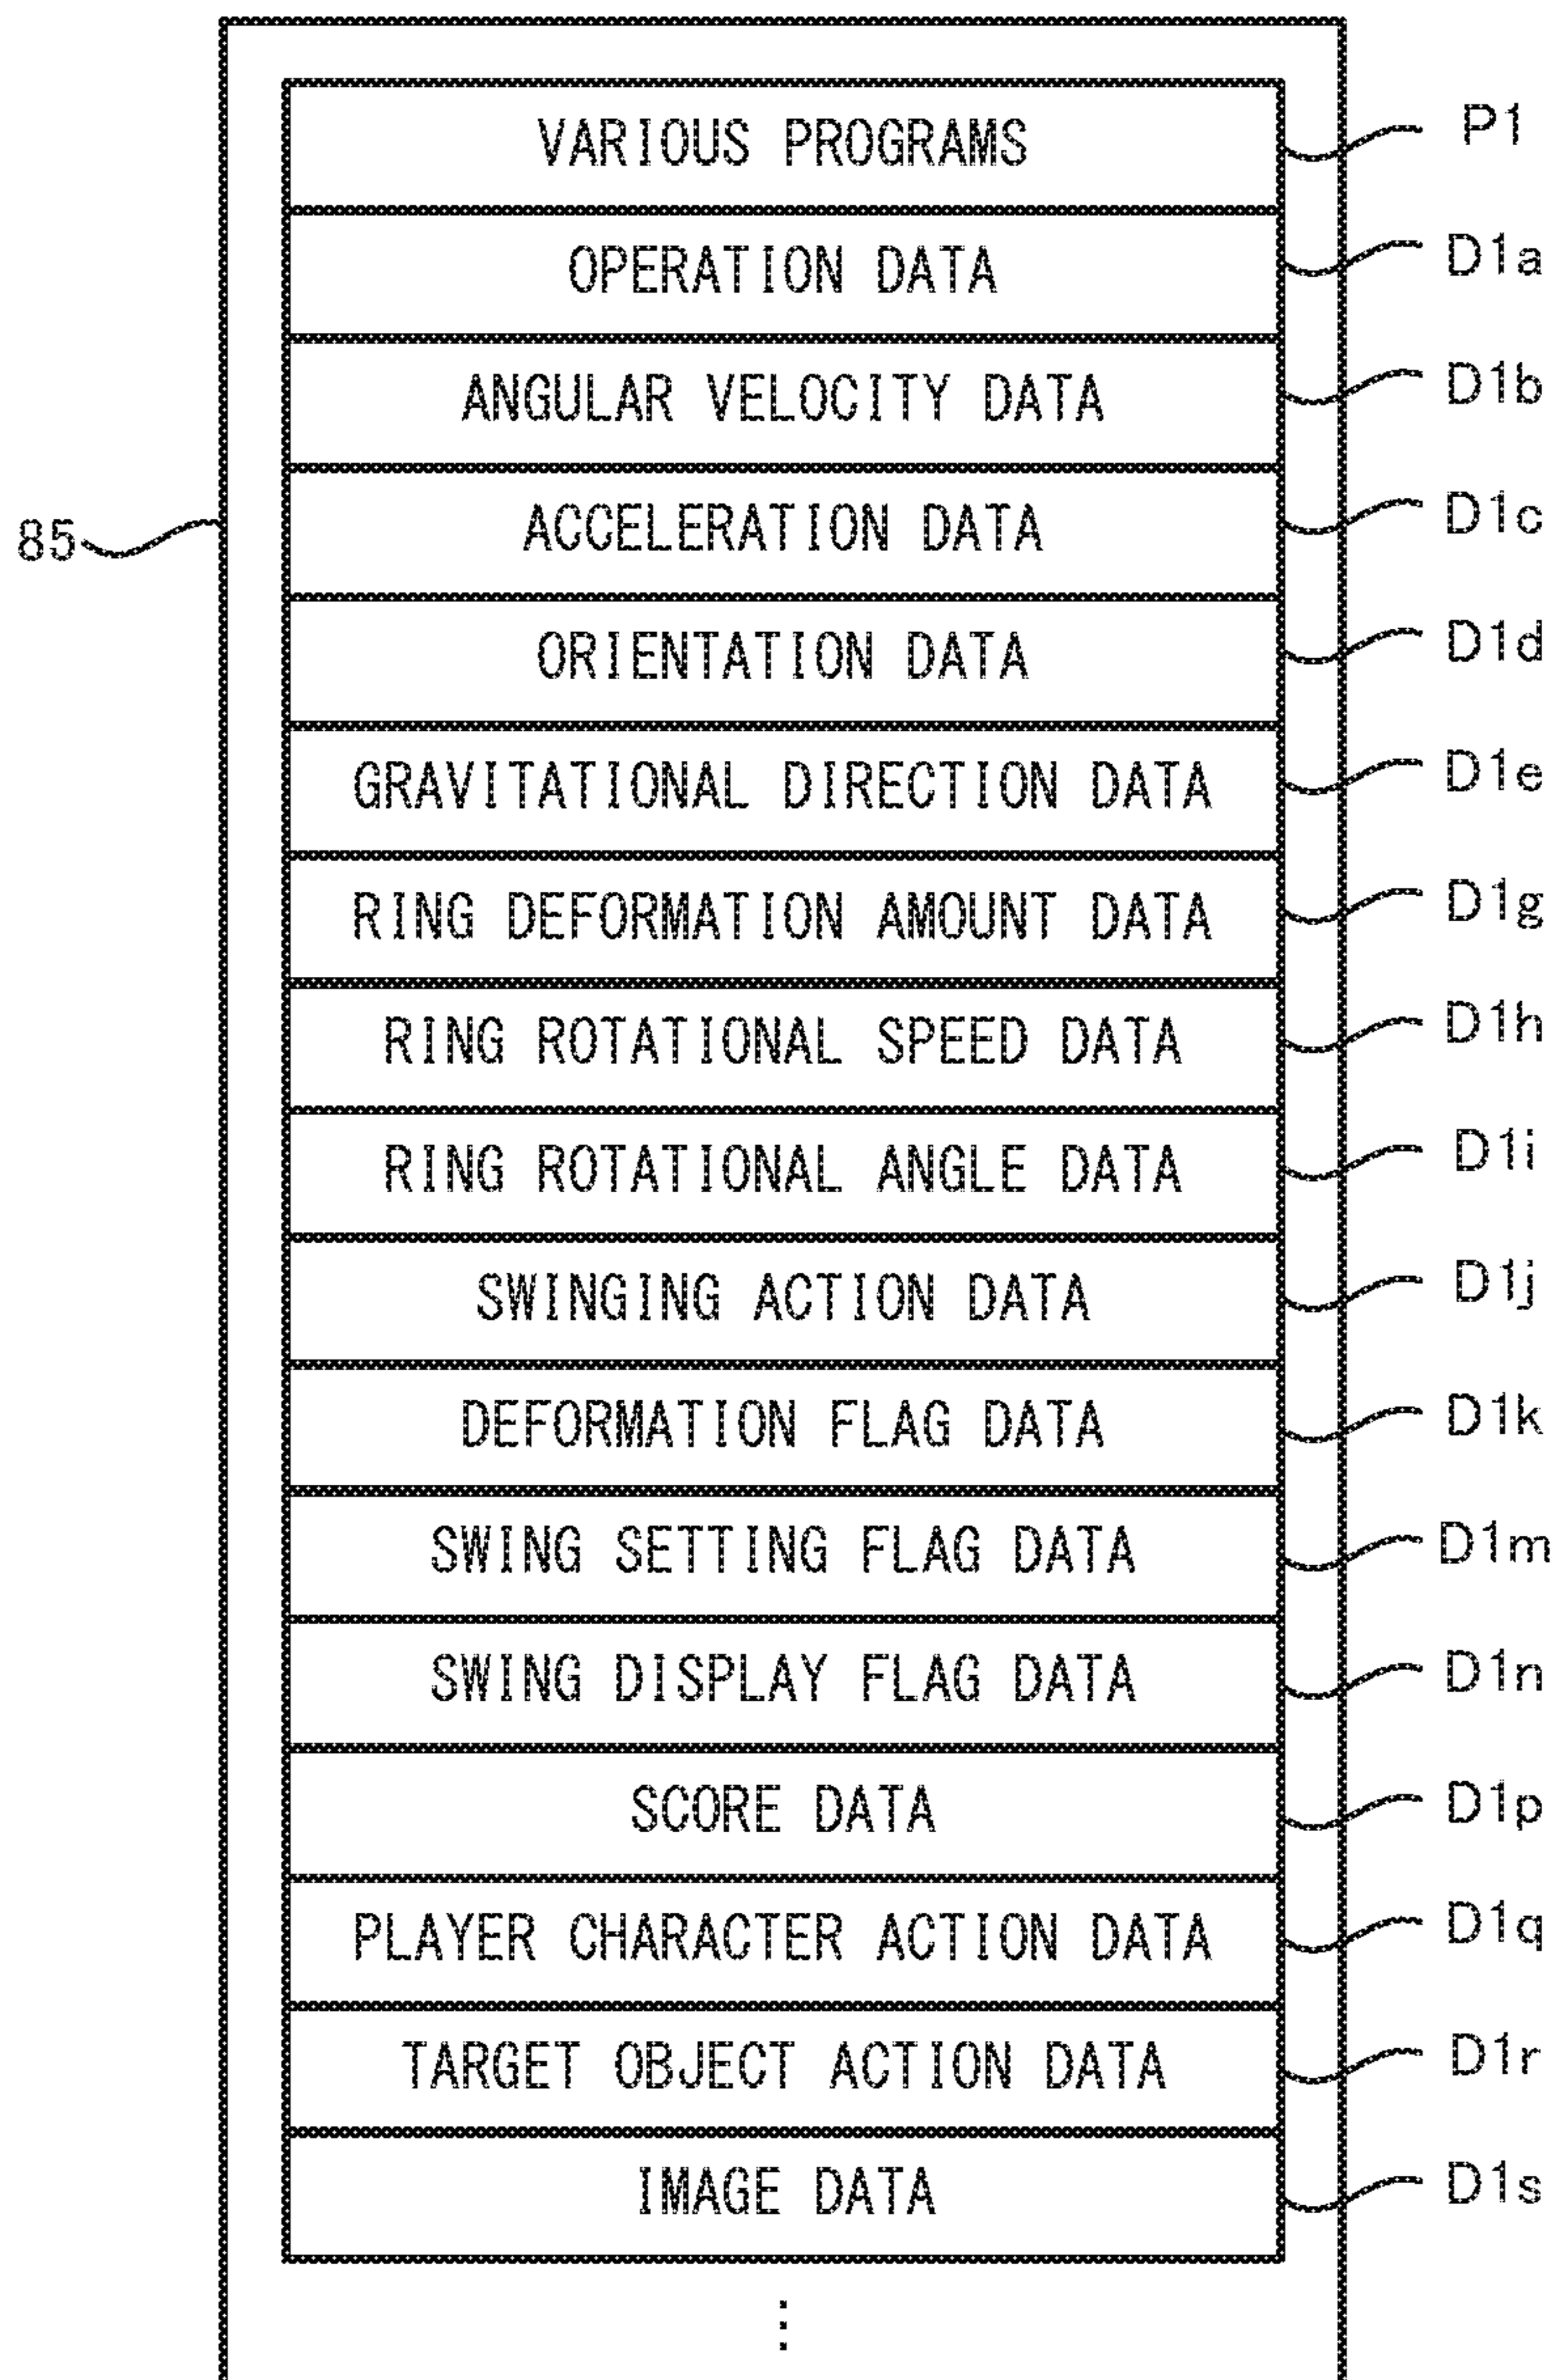 VARIOUS PROGRAMS P1
OPERATION DATA D1a
ANGULAR VELOCITY DATA D1b
85 ACCELERATION DATA D1c
ORIENTATION DATA D1d
GRAVITATIONAL DIRECTION DATA D1e
RING DEFORMATION AMOUNT DATA D1g
RING ROTATIONAL SPEED DATA D1h
RING ROTATIONAL ANGLE DATA D1i
SWINGING ACTION DATA D1j
DEFORMATION FLAG DATA D1k
SWING SETTING FLAG DATA D1m
SWING DISPLAY FLAG DATA D1n
SCORE DATA D1p
PLAYER CHARACTER ACTION DATA D1q
TARGET OBJECT ACTION DATA D1r
IMAGE DATA D1s
⋮